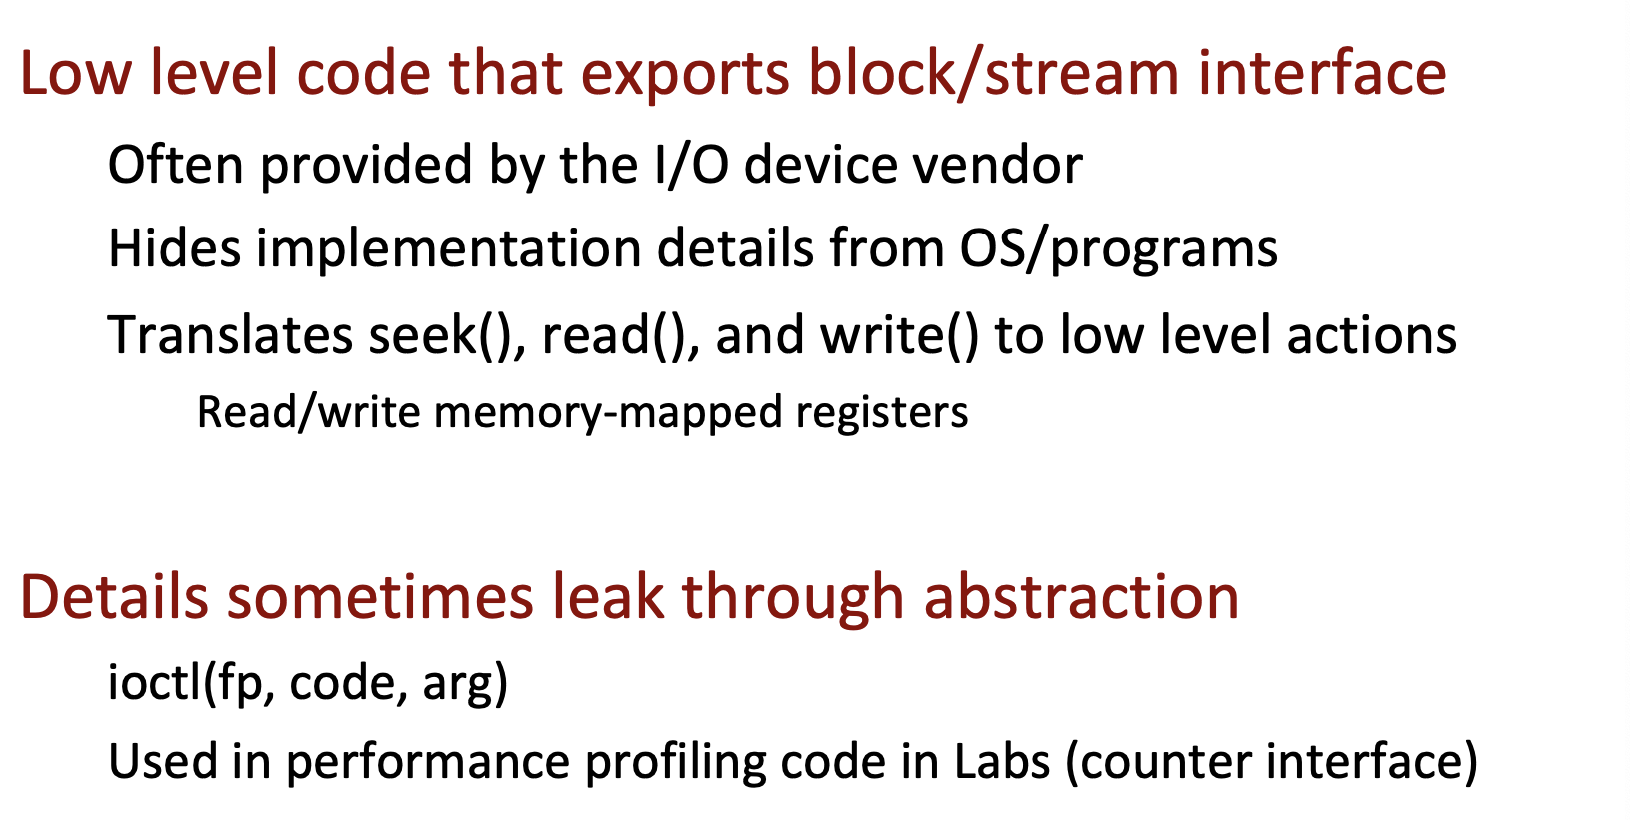 Low level code that exports block/stream interface
Often provided by the I/O device vendor
Hides implementation details from OS/programs
Translates seek(), read(), and write() to low level actions
Read/write memory-mapped registers
Details sometimes leak through abstraction
ioctl(fp, code, arg)
Used in performance profiling code in Labs (counter interface)